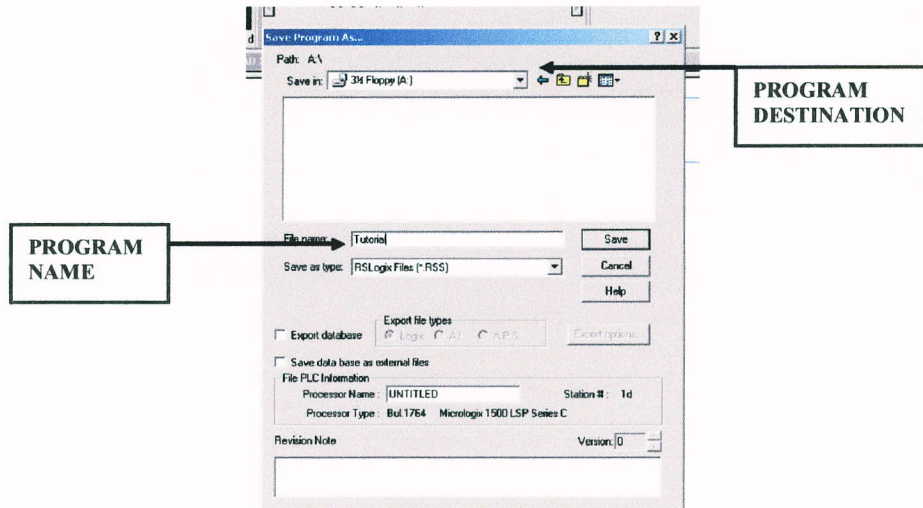 Save Program As...
Path: A:\
Save in: 3½ Floppy (A:)
PROGRAM
DESTINATION
File name: Tutorial
Save
PROGRAM
NAME
Save as type: RSLogix Files (*.RSS)
Cancel
Help
Export file types
Export database
Logix A.I. A.P.S.
Export options...
Save data base as external files
File PLC Information
Processor Name : UNTITLED
Station # : 1d
Processor Type : Bul.1764 Micrologix 1500 LSP Series C
Revision Note
Version: 0